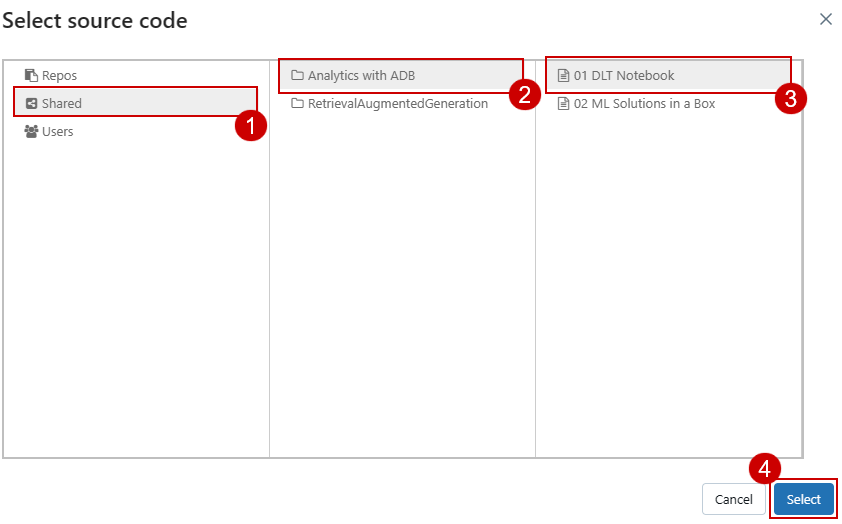 Select source code
Repos
Shared
Users
1
Analytics with ADB
RetrievalAugmentedGeneration
2
01 DLT Notebook
02 ML Solutions in a Box
3
4
Cancel
Select